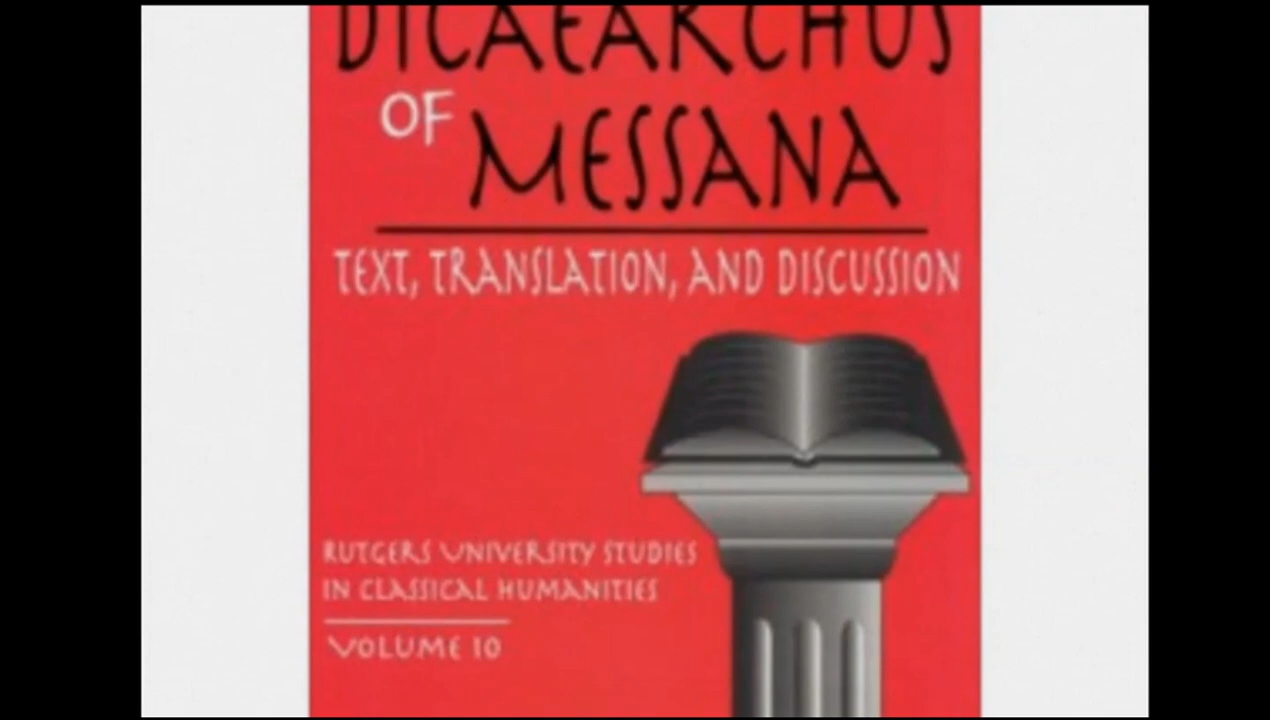 DICAEARCHUS
OF MESSANA
TEXT, TRANSLATION, AND DISCUSSION
RUTGERS UNIVERSITY STUDIES
IN CLASSICAL HUMANITIES
VOLUME 10